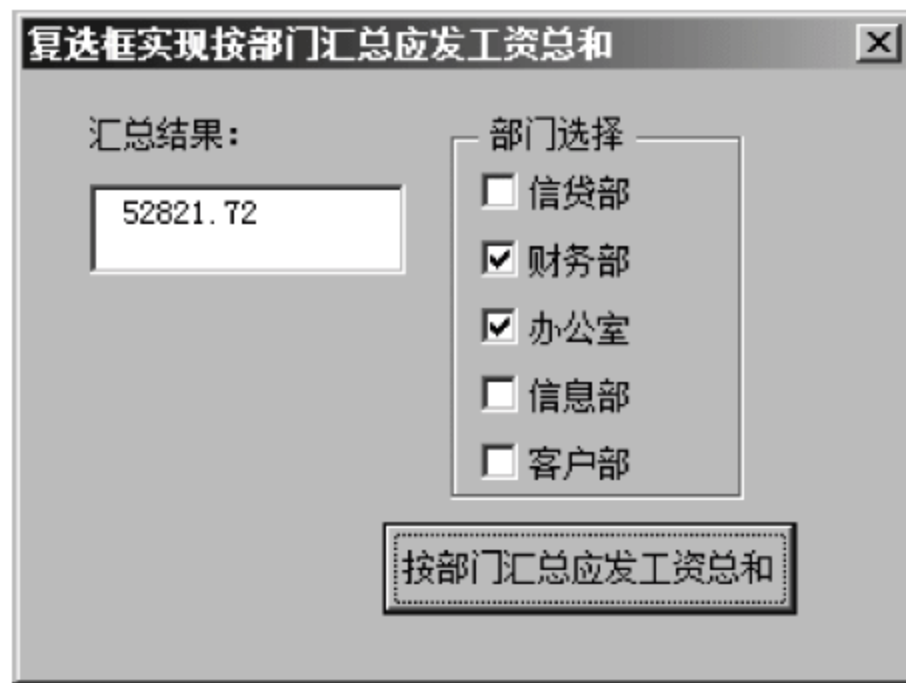 复选框实现按部门汇总应发工资总和
汇总结果：
52821.72
部门选择
信贷部
财务部
办公室
信息部
客户部
按部门汇总应发工资总和